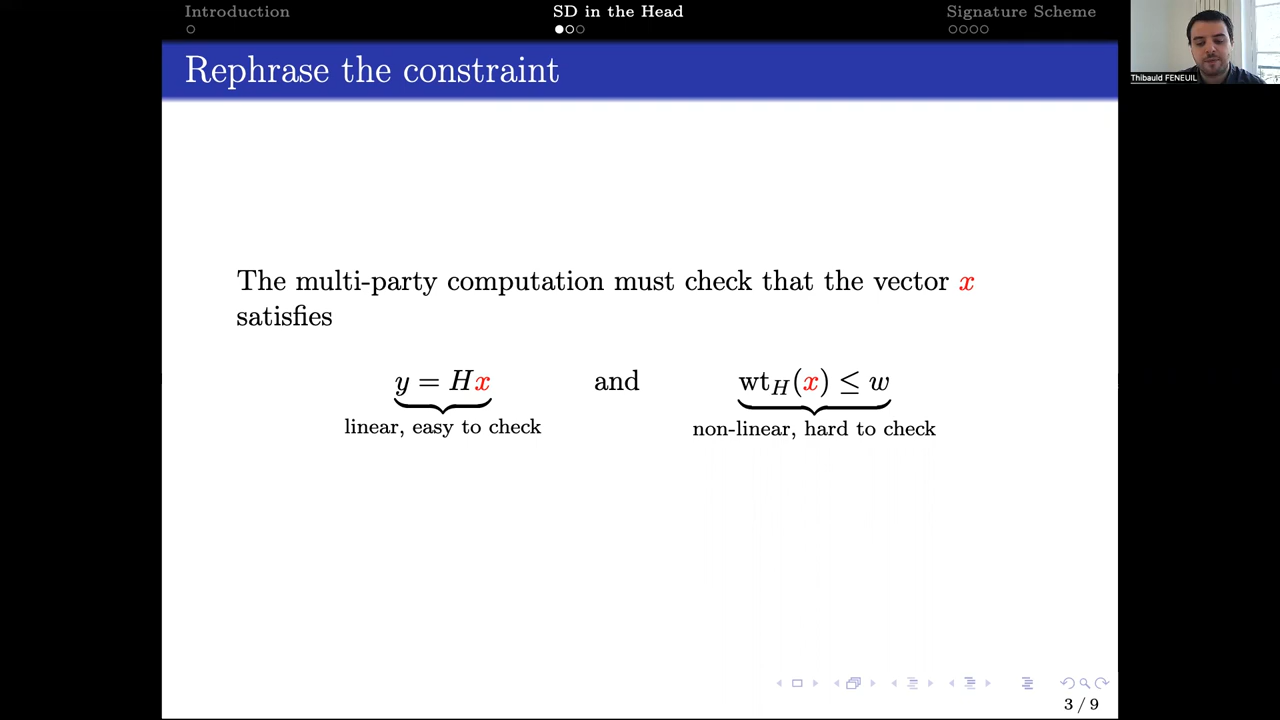 Introduction
SD in the Head
Signature Scheme
Rephrase the constraint
Thibauld FENEUIL
The multi-party computation must check that the vector x
satisfies
y = Hx and wt_H(x) ≤ w
linear, easy to check
non-linear, hard to check
3 / 9